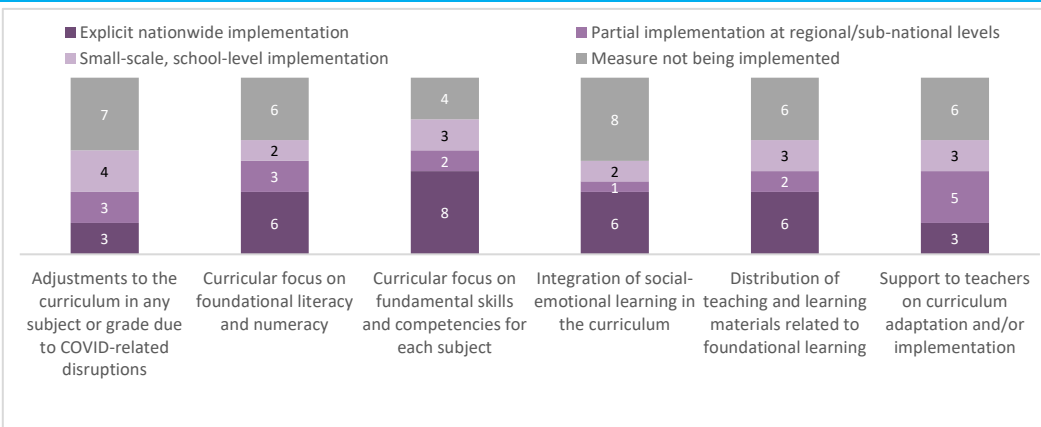 Explicit nationwide implementation
Partial implementation at regional/sub-national levels
Small-scale, school-level implementation
Measure not being implemented
7
4
3
3
6
2
3
6
4
3
2
8
8
2
1
6
6
3
2
6
6
3
5
3
Adjustments to the
curriculum in any
subject or grade due
to COVID-related
disruptions
Curricular focus on
foundational literacy
and numeracy
Curricular focus on
fundamental skills
and competencies for
each subject
Integration of social-
emotional learning in
the curriculum
Distribution of
teaching and learning
materials related to
foundational learning
Support to teachers
on curriculum
adaptation and/or
implementation